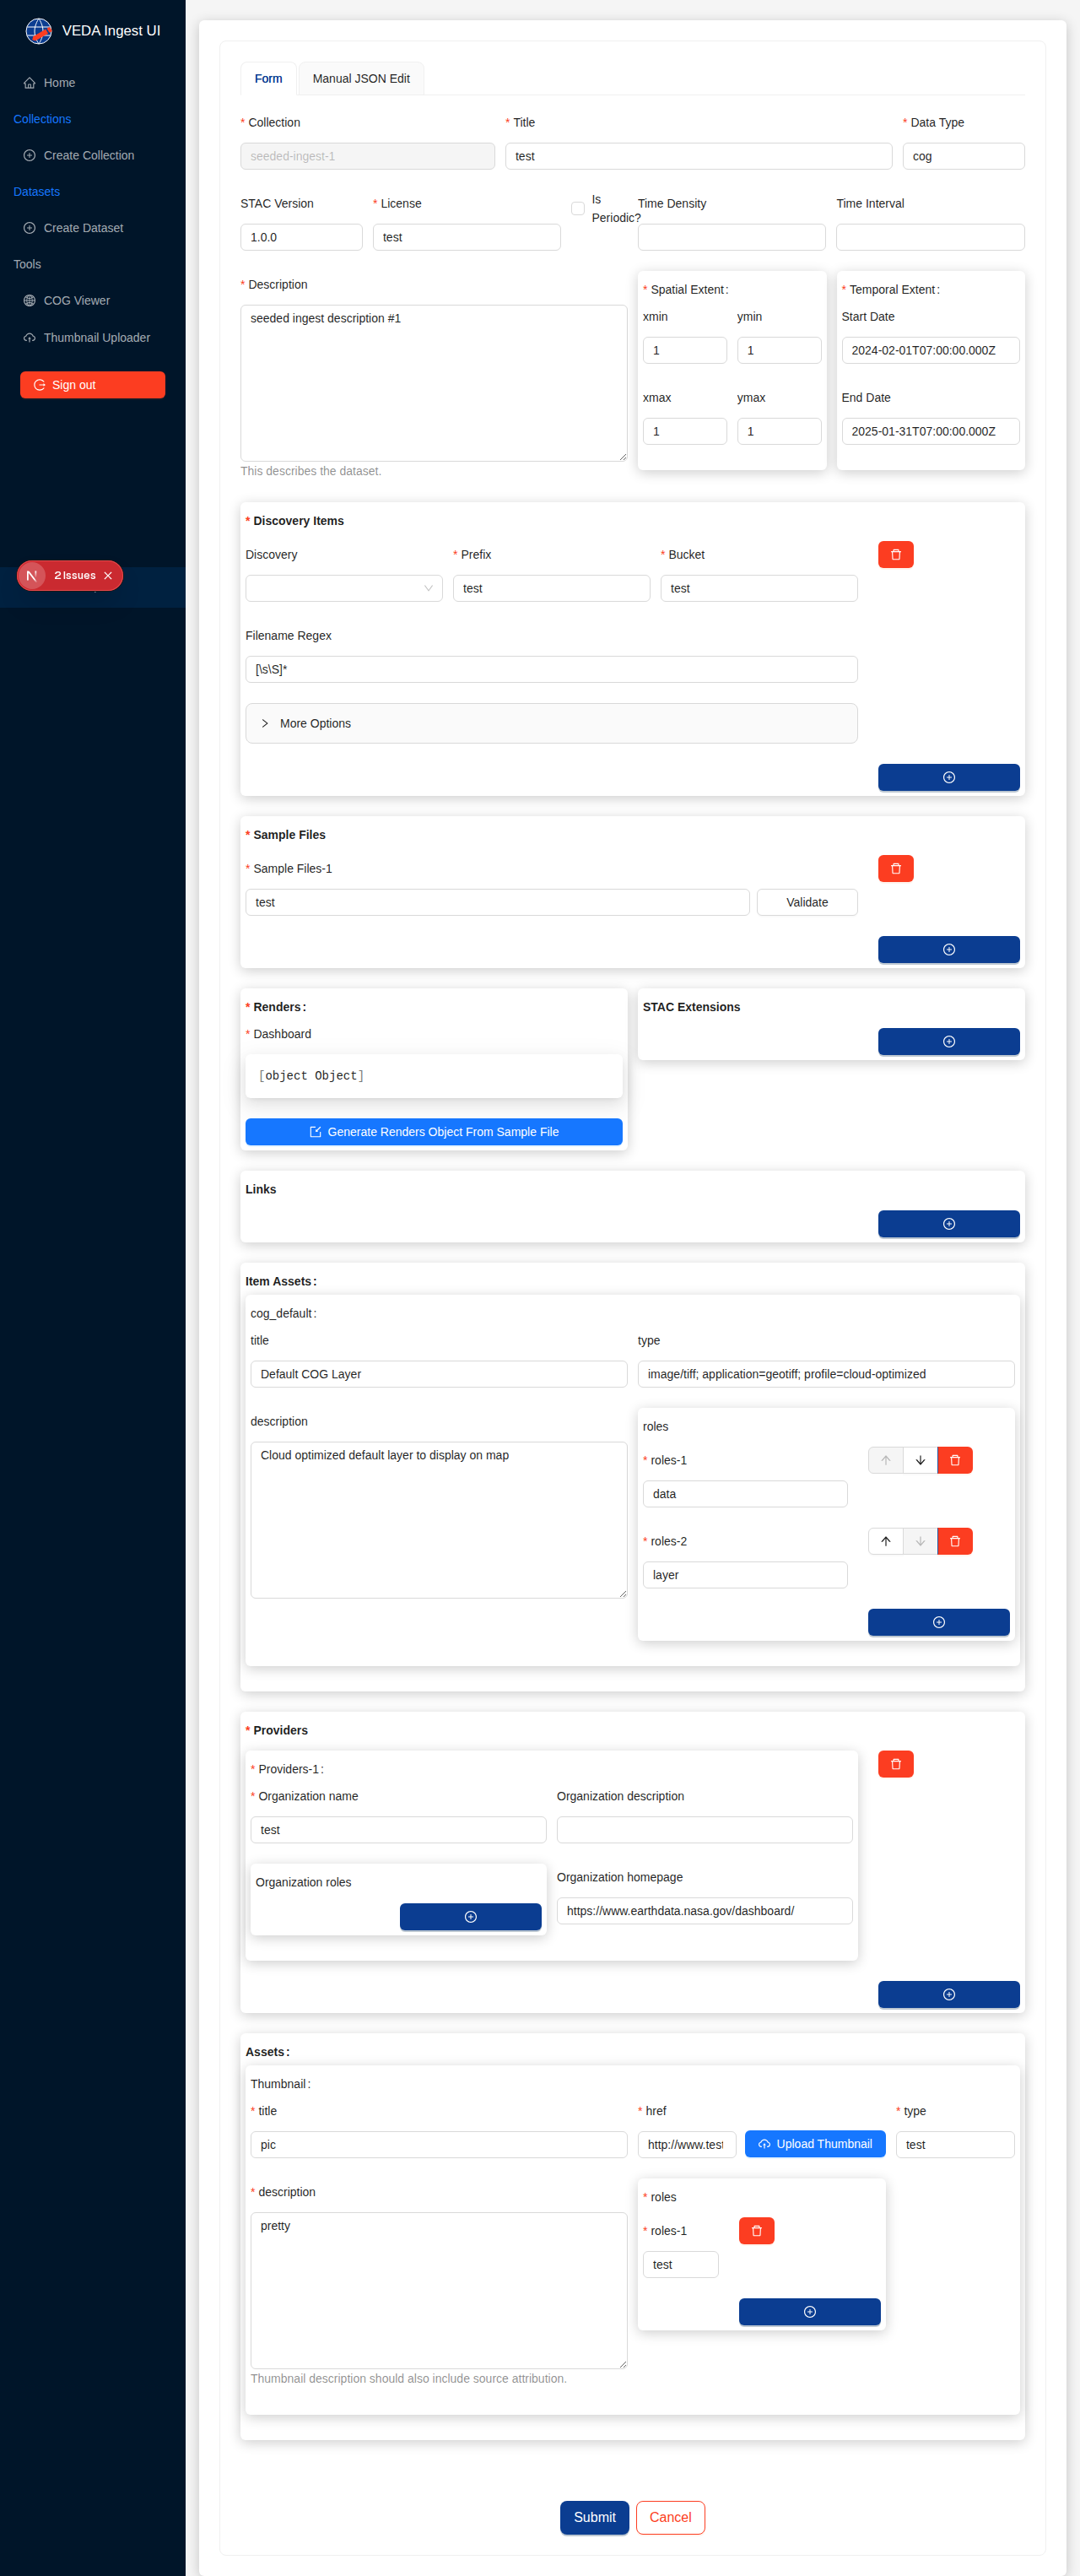 VEDA Ingest UI
Home
Collections
Create Collection
Datasets
Create Dataset
Tools
COG Viewer
Thumbnail Uploader
Sign out
2 Issues
Form
Manual JSON Edit
* Collection
* Title
* Data Type
seeded-ingest-1
test
cog
STAC Version
* License
Is Periodic?
Time Density
Time Interval
1.0.0
test
* Description
seeded ingest description #1
This describes the dataset.
* Spatial Extent:
xmin
ymin
1
1
xmax
ymax
1
1
* Temporal Extent:
Start Date
2024-02-01T07:00:00.000Z
End Date
2025-01-31T07:00:00.000Z
* Discovery Items
Discovery
* Prefix
* Bucket
test
test
Filename Regex
[\s\S]*
More Options
* Sample Files
* Sample Files-1
test
Validate
* Renders:
* Dashboard
[object Object]
Generate Renders Object From Sample File
STAC Extensions
Links
Item Assets:
cog_default:
title
type
Default COG Layer
image/tiff; application=geotiff; profile=cloud-optimized
description
Cloud optimized default layer to display on map
roles
* roles-1
data
* roles-2
layer
* Providers
* Providers-1:
* Organization name
Organization description
test
Organization roles
Organization homepage
https://www.earthdata.nasa.gov/dashboard/
Assets:
Thumbnail:
* title
* href
* type
pic
http://www.test
Upload Thumbnail
test
* description
pretty
Thumbnail description should also include source attribution.
* roles
* roles-1
test
Submit
Cancel